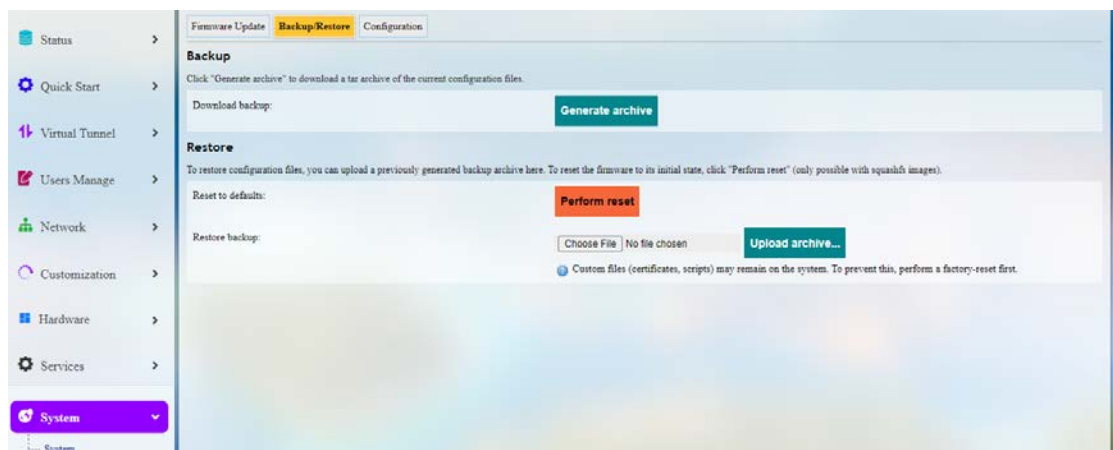 Firmware Update Backup/Restore Configuration
Status
Backup
Click "Generate archive" to download a tar archive of the current configuration files.
Quick Start
Download backup: Generate archive
Virtual Tunnel
Restore
To restore configuration files, you can upload a previously generated backup archive here. To reset the firmware to its initial state, click "Perform reset" (only possible with squashfs images).
Users Manage
Reset to defaults: Perform reset
Network
Restore backup: Choose File No file chosen Upload archive...
Custom files (certificates, scripts) may remain on the system. To prevent this, perform a factory-reset first.
Customization
Hardware
Services
System
System